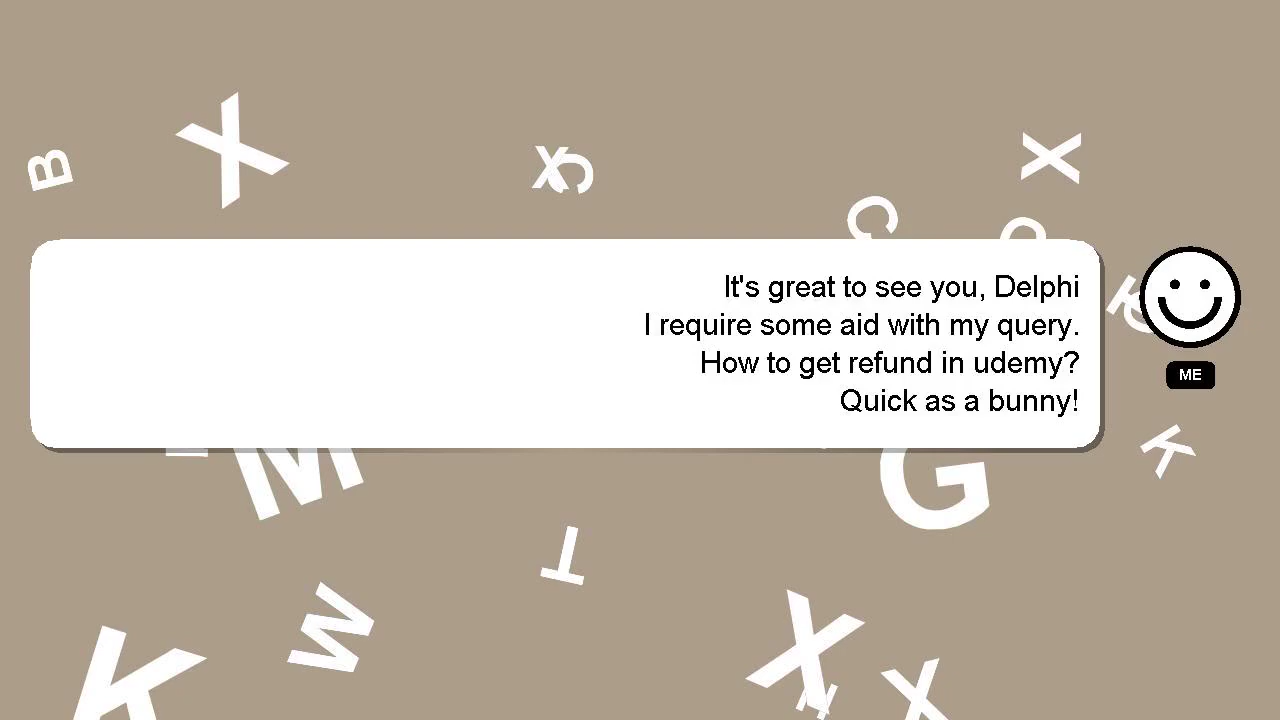 B
X
X
C
X
C
It's great to see you, Delphi
I require some aid with my query.
How to get refund in udemy?
Quick as a bunny!
ME
M
G
K
T
W
K
X
X